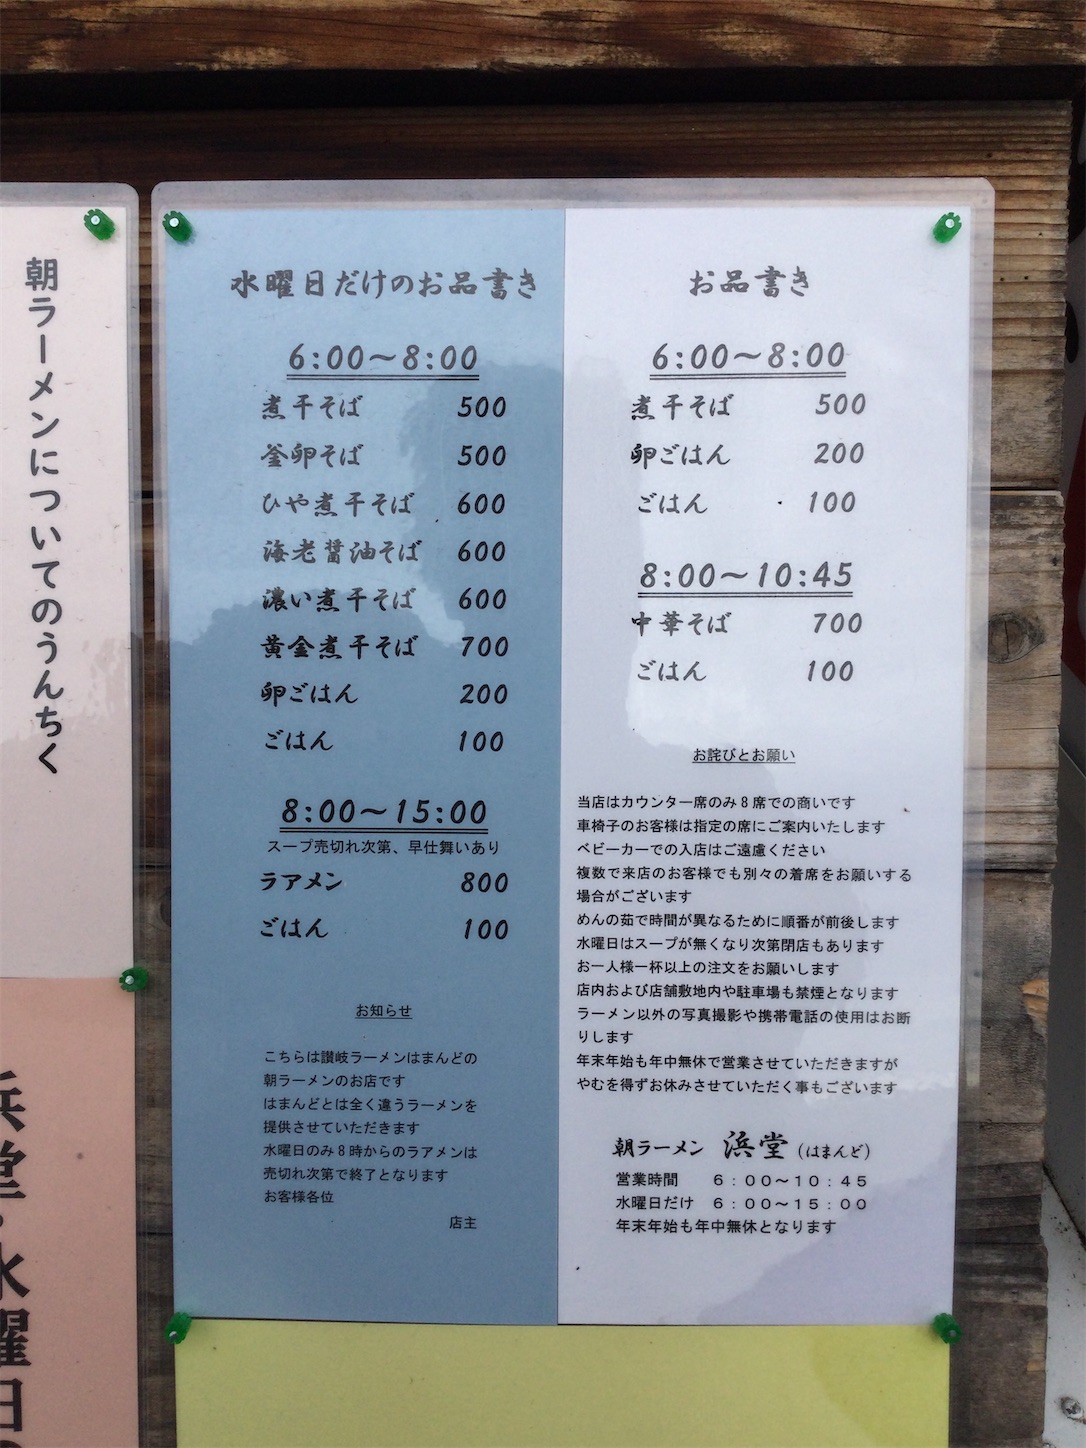 朝ラーメンについてのうんちく
浜堂・水曜日の
水曜日だけのお品書き
6:00〜8:00
煮干そば 500
釜卵そば 500
ひや煮干そば 600
海老醤油そば 600
濃い煮干そば 600
黄金煮干そば 700
卵ごはん 200
ごはん 100
8:00〜15:00
スープ売切れ次第、早仕舞いあり
ラアメン 800
ごはん 100
お知らせ
こちらは讃岐ラーメンはまんどの
朝ラーメンのお店です
はまんどとは全く違うラーメンを
提供させていただきます
水曜日のみ8時からのラアメンは
売切れ次第で終了となります
お客様各位
店主
お品書き
6:00〜8:00
煮干そば 500
卵ごはん 200
ごはん 100
8:00〜10:45
中華そば 700
ごはん 100
お詫びとお願い
当店はカウンター席のみ8席での商いです
車椅子のお客様は指定の席にご案内いたします
ベビーカーでの入店はご遠慮ください
複数で来店のお客様でも別々の着席をお願いする
場合がございます
めんの茹で時間が異なるために順番が前後します
水曜日はスープが無くなり次第閉店もあります
お一人様一杯以上の注文をお願いします
店内および店舗敷地内や駐車場も禁煙となります
ラーメン以外の写真撮影や携帯電話の使用はお断
りします
年末年始も年中無休で営業させていただきますが
やむを得ずお休みさせていただく事もございます
朝ラーメン 浜堂(はまんど)
営業時間 6:00〜10:45
水曜日だけ 6:00〜15:00
年末年始も年中無休となります